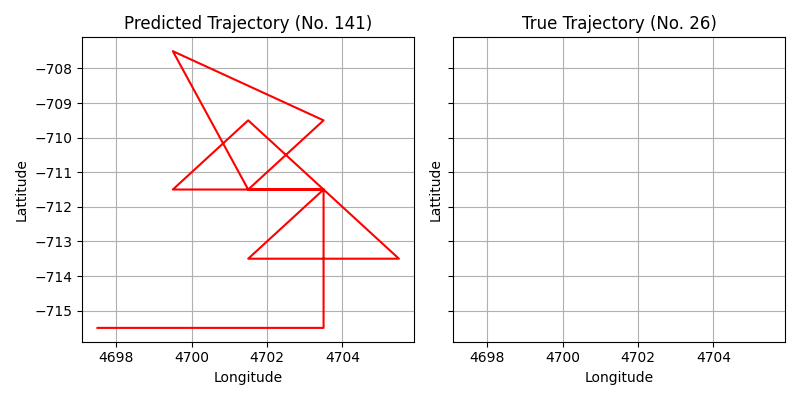 Predicted Trajectory (No. 141)
True Trajectory (No. 26)
Lattitude
−708
−709
−710
−711
−712
−713
−714
−715
4698 4700 4702 4704
Longitude
Lattitude
4698 4700 4702 4704
Longitude